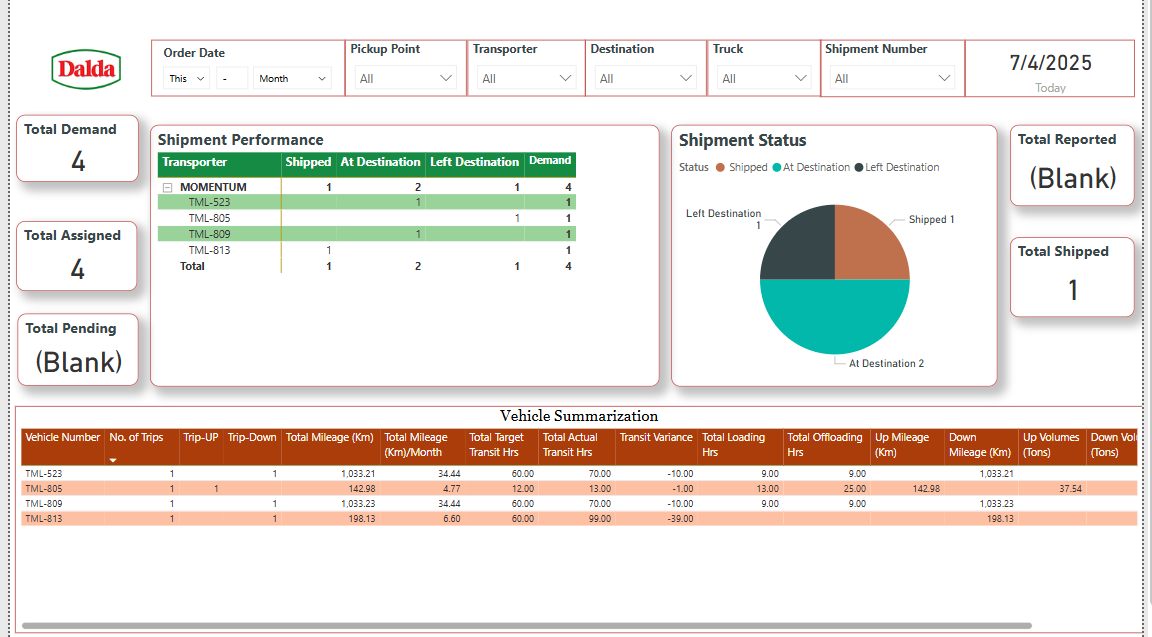 Dalda
Order Date
This - Month
Pickup Point
All
Transporter
All
Destination
All
Truck
All
Shipment Number
All
7/4/2025
Today
Total Demand
4
Total Assigned
4
Total Pending
(Blank)
Shipment Performance
Transporter Shipped At Destination Left Destination Demand
MOMENTUM 1 2 1 4
TML-523 1 1
TML-805 1 1
TML-809 1 1
TML-813 1 1
Total 1 2 1 4
Shipment Status
Status Shipped At Destination Left Destination
Left Destination
1
Shipped 1
At Destination 2
Total Reported
(Blank)
Total Shipped
1
Vehicle Summarization
Vehicle Number No. of Trips Trip-UP Trip-Down Total Mileage (Km) Total Mileage (Km)/Month Total Target Transit Hrs Total Actual Transit Hrs Transit Variance Total Loading Hrs Total Offloading Hrs Up Mileage (Km) Down Mileage (Km) Up Volumes (Tons) Down Vol (Tons)
TML-523 1 1 1,033.21 34.44 60.00 70.00 -10.00 9.00 9.00 1,033.21
TML-805 1 1 142.98 4.77 12.00 13.00 -1.00 13.00 25.00 142.98 37.54
TML-809 1 1 1,033.23 34.44 60.00 70.00 -10.00 9.00 9.00 1,033.23
TML-813 1 1 198.13 6.60 60.00 99.00 -39.00 198.13